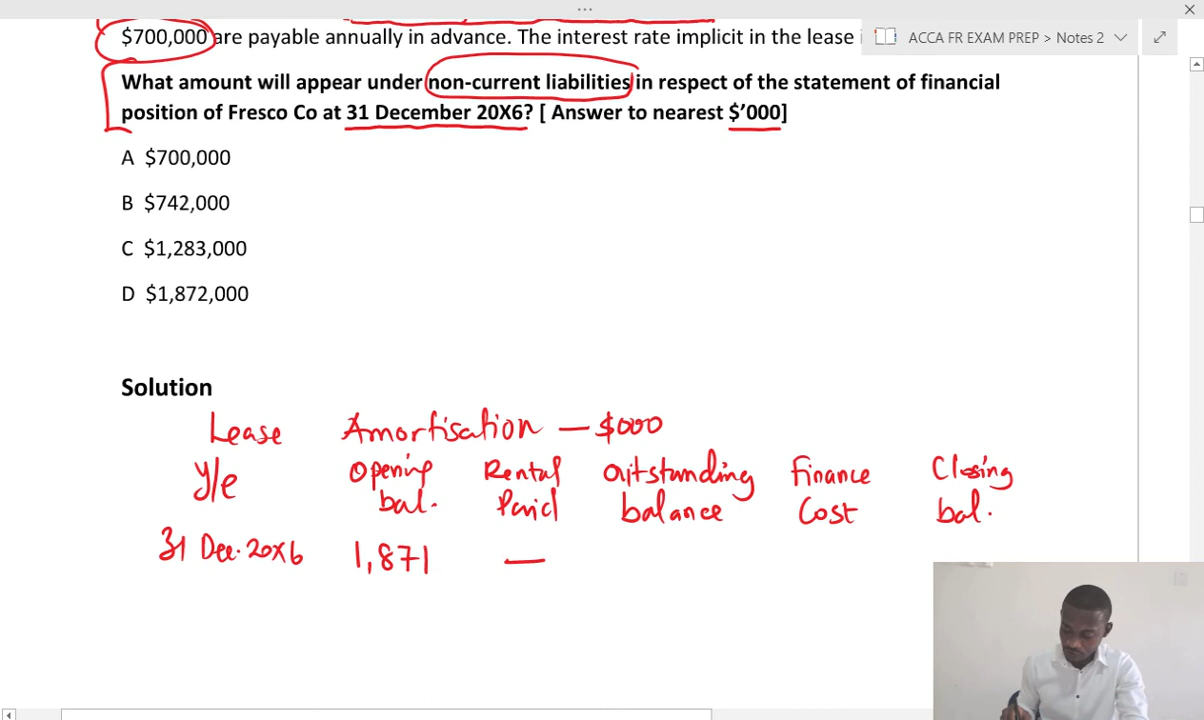 $700,000 are payable annually in advance. The interest rate implicit in the lease i
ACCA FR EXAM PREP > Notes 2
What amount will appear under non-current liabilities in respect of the statement of financial
position of Fresco Co at 31 December 20X6? [ Answer to nearest $’000]
A $700,000
B $742,000
C $1,283,000
D $1,872,000
Solution
Lease Amortisation — $000
Y/e Opening bal. Rental Paid Outstanding balance Finance Cost Closing bal.
31 Dec. 20X6 1,871 —